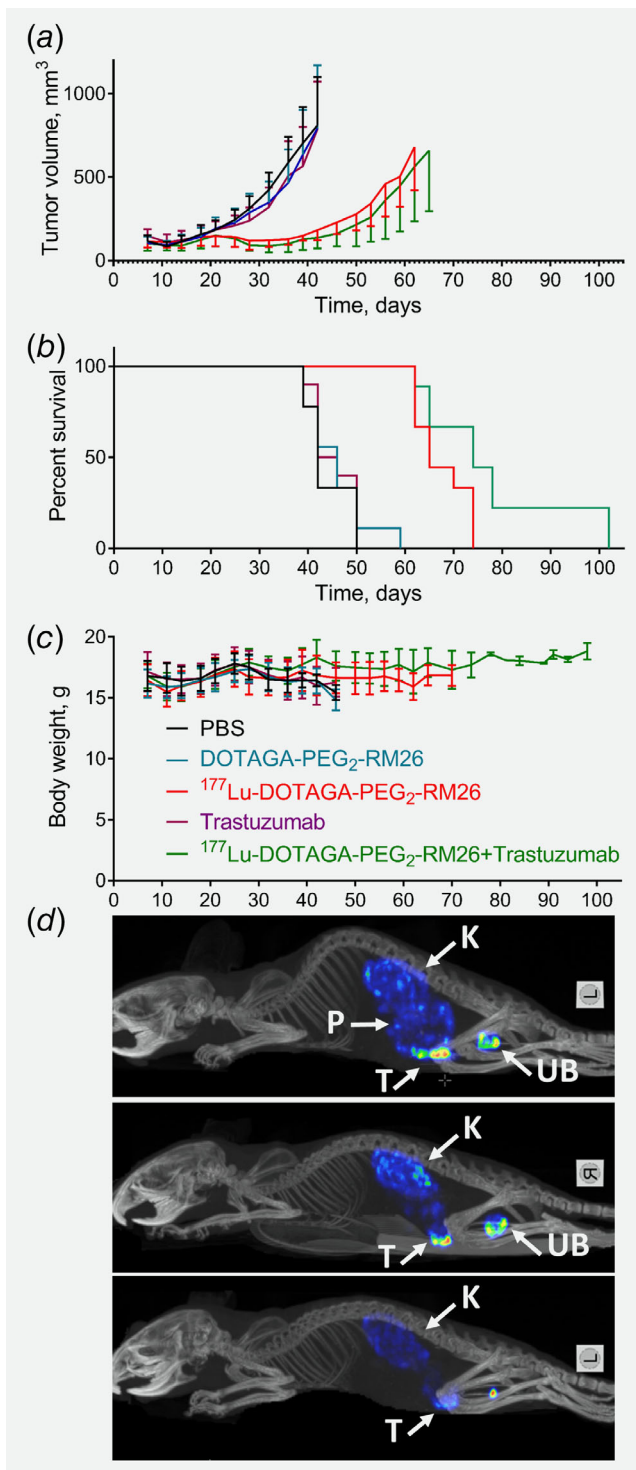 (a)
Tumor volume, mm³
1000
500
0
0 10 20 30 40 50 60 70 80 90 100
Time, days
(b)
Percent survival
100
50
0
0 10 20 30 40 50 60 70 80 90 100
Time, days
(c)
Body weight, g
20
15
10
5
0
PBS
DOTAGA-PEG₂-RM26
¹⁷⁷Lu-DOTAGA-PEG₂-RM26
Trastuzumab
¹⁷⁷Lu-DOTAGA-PEG₂-RM26+Trastuzumab
0 10 20 30 40 50 60 70 80 90 100
(d)
K
L
P
T
UB
K
R
T
UB
K
L
T